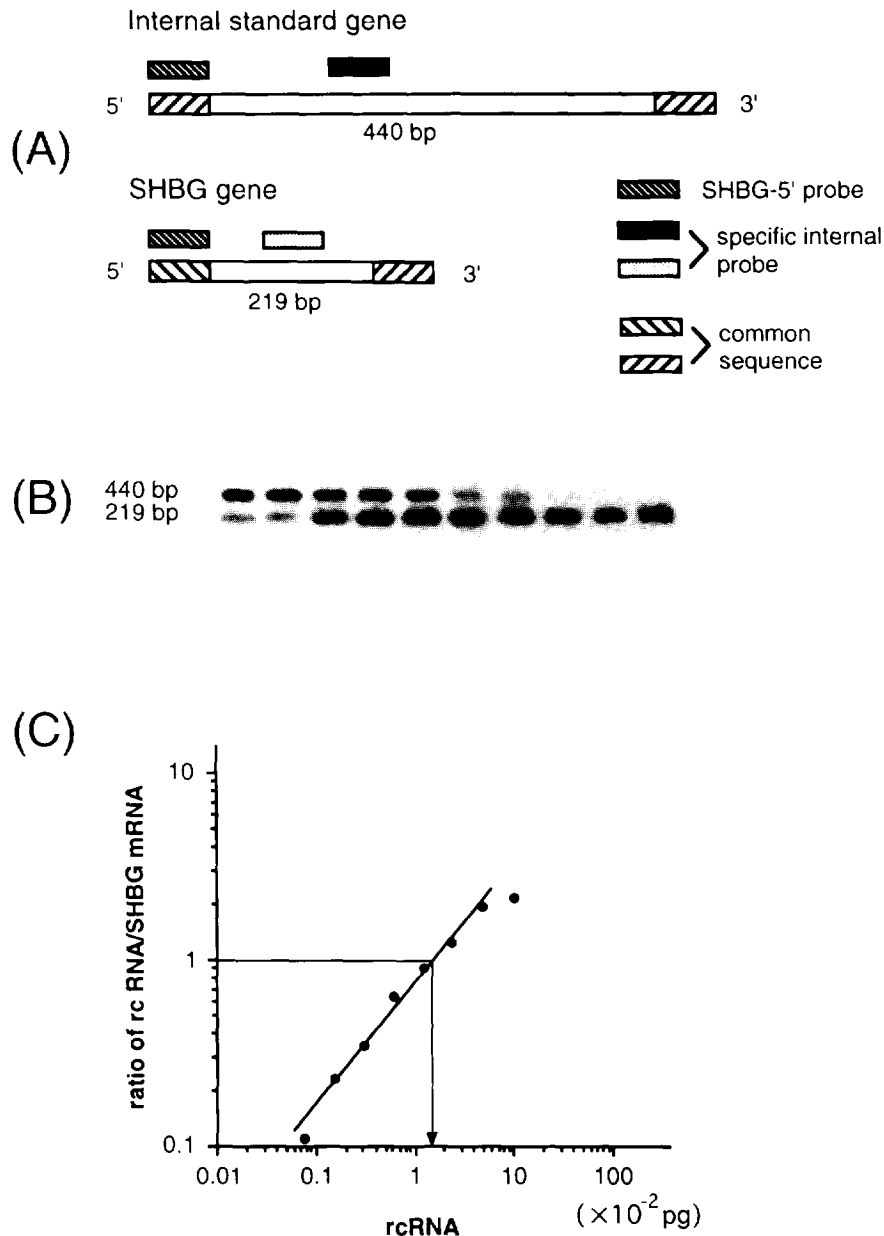 Internal standard gene
5' 3'
(A)
440 bp
SHBG gene
SHBG-5' probe
specific internal
probe
5' 3'
219 bp
common
sequence
(B)
440 bp
219 bp
(C)
10
1
0.1
ratio of rc RNA/SHBG mRNA
0.01 0.1 1 10 100
(×10-2 pg)
rcRNA